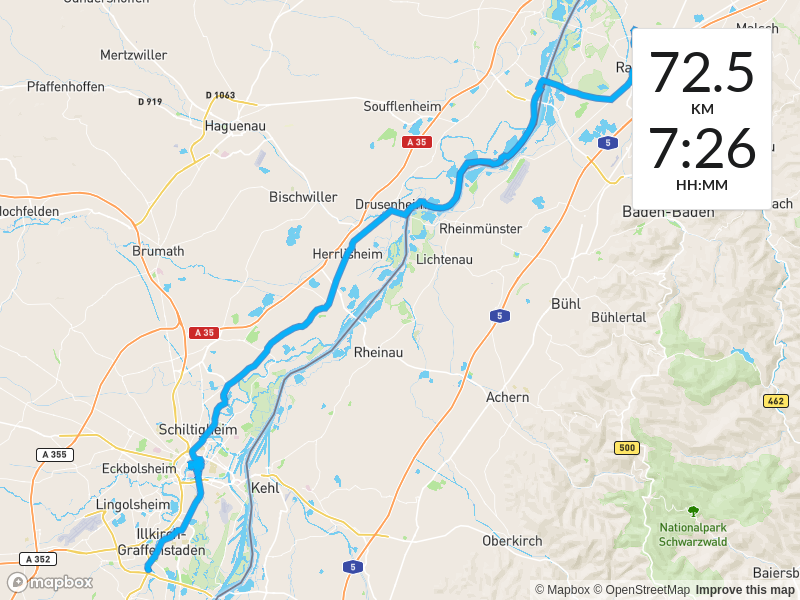 Gundershoffen
Malsch
Mertzwiller
72.5
KM
7:26
HH:MM
Pfaffenhoffen
D 919
D 1063
Soufflenheim
Haguenau
A 35
5
Bischwiller
Drusenheim
Hochfelden
Baden-Baden
Rheinmünster
Brumath
Herrlisheim
Lichtenau
Bühl
5
Bühlertal
A 35
Rheinau
Achern
462
Schiltigheim
500
A 355
Eckbolsheim
Kehl
Lingolsheim
Illkirch-
Graffenstaden
Nationalpark
Schwarzwald
Oberkirch
A 352
5
Baiersb
mapbox
© Mapbox © OpenStreetMap Improve this map